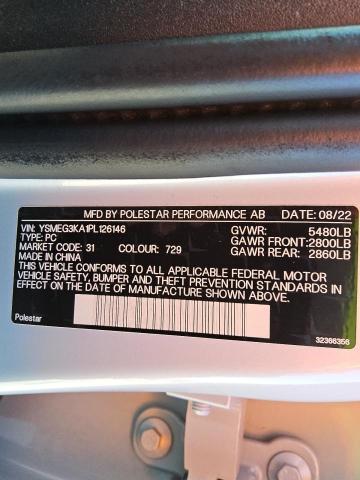 MFD BY POLESTAR PERFORMANCE AB DATE: 08/22
VIN: YSMEG3KA1PL126146 GVWR: 5480LB
TYPE: PC GAWR FRONT:2800LB
MARKET CODE: 31 COLOUR: 729 GAWR REAR: 2860LB
MADE IN CHINA
THIS VEHICLE CONFORMS TO ALL APPLICABLE FEDERAL MOTOR
VEHICLE SAFETY, BUMPER AND THEFT PREVENTION STANDARDS IN
EFFECT ON THE DATE OF MANUFACTURE SHOWN ABOVE.
Polestar 32366356